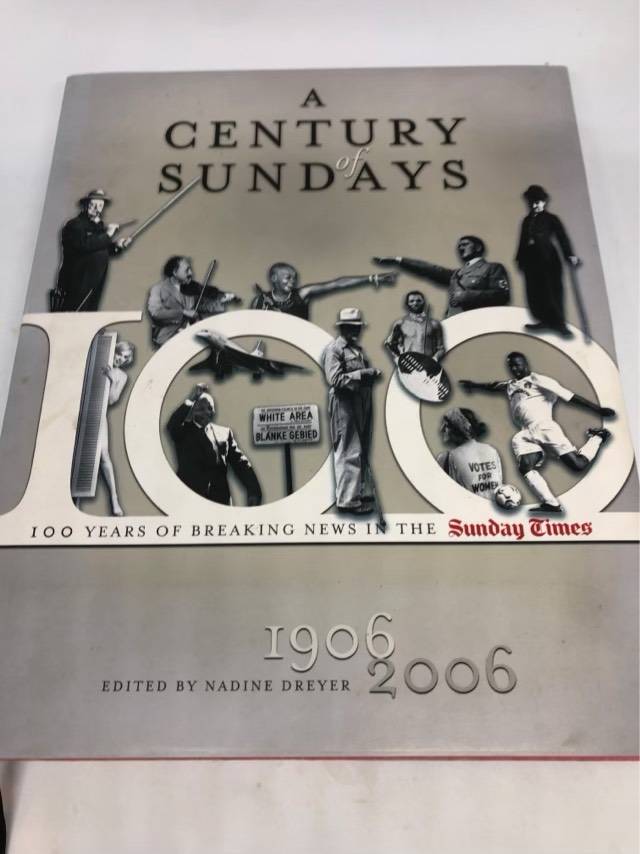 A
CENTURY
of
SUNDAYS
100
WHITE AREA
BLANKE GEBIED
VOTES
FOR
WOMEN
100 YEARS OF BREAKING NEWS IN THE Sunday Times
1906
2006
EDITED BY NADINE DREYER